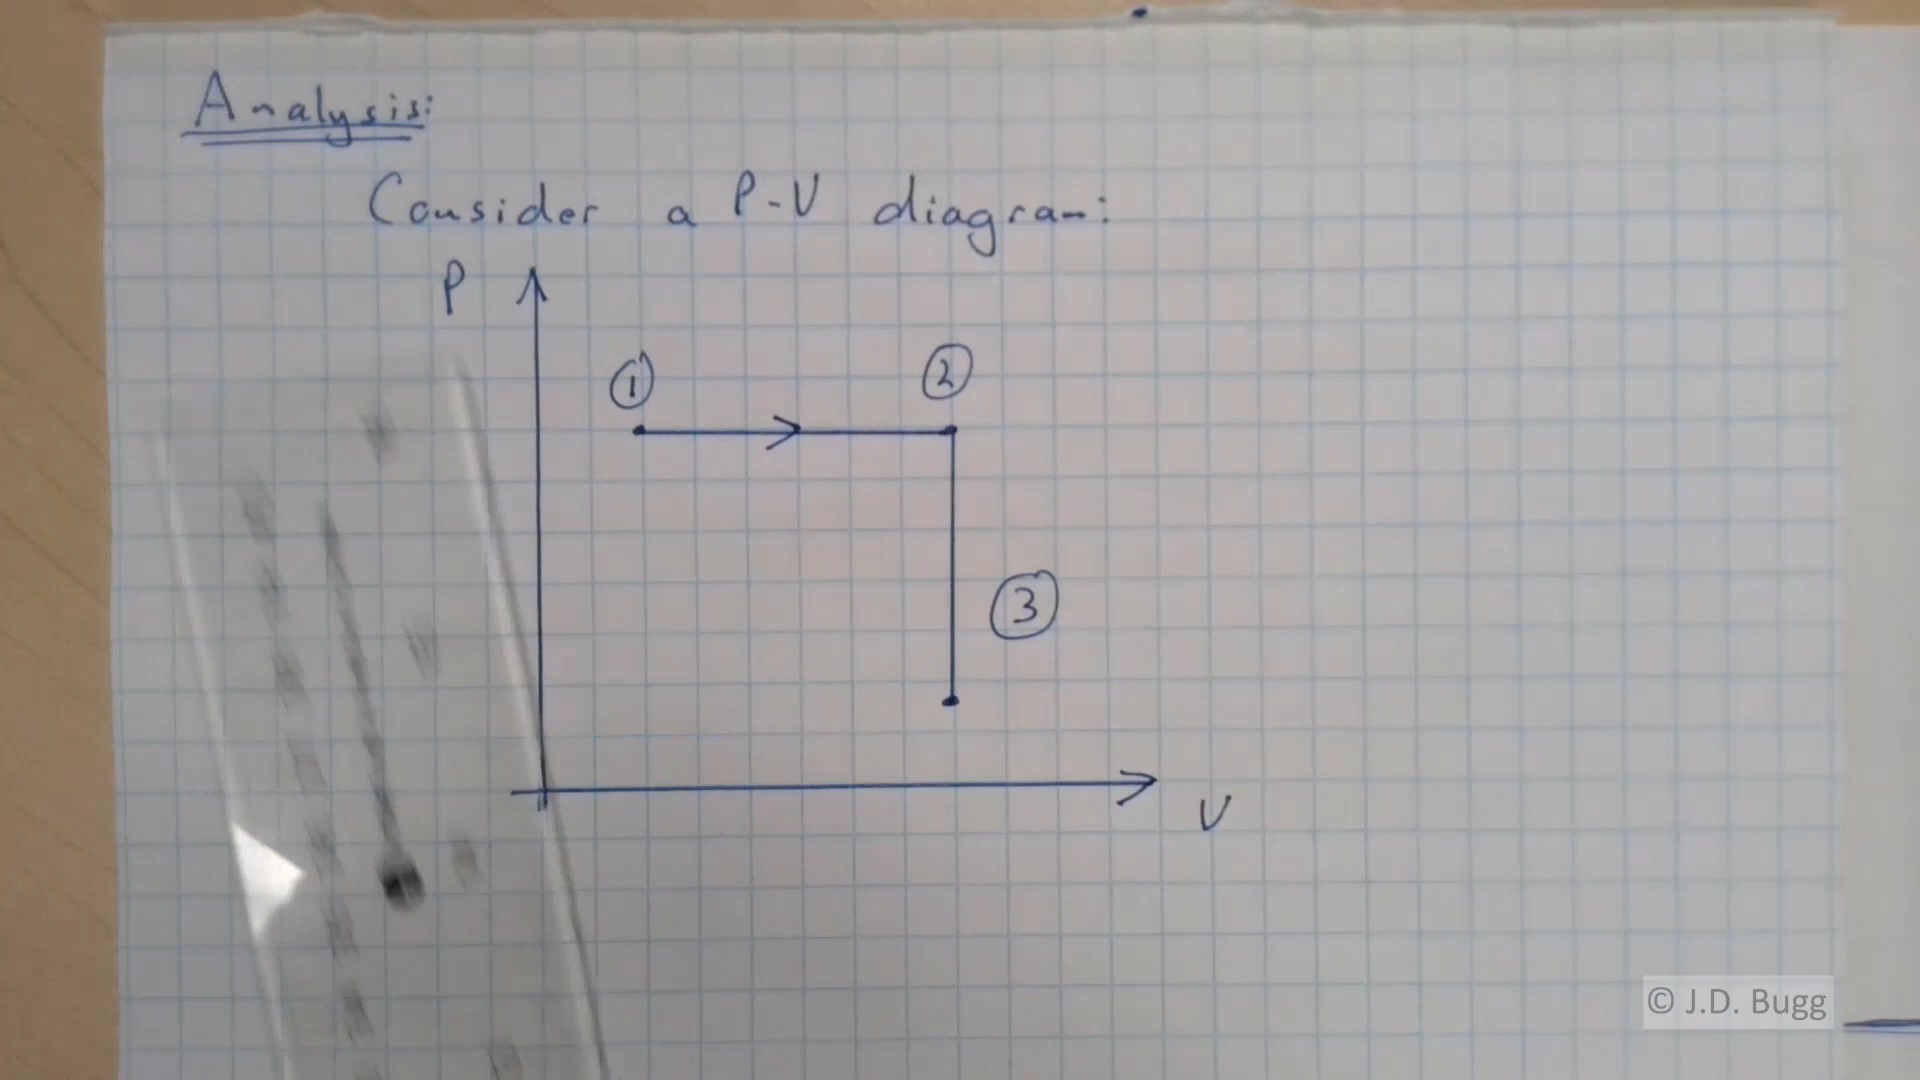 Analysis:
Consider a P-V diagram:
P
① ②
③
V
© J.D. Bugg